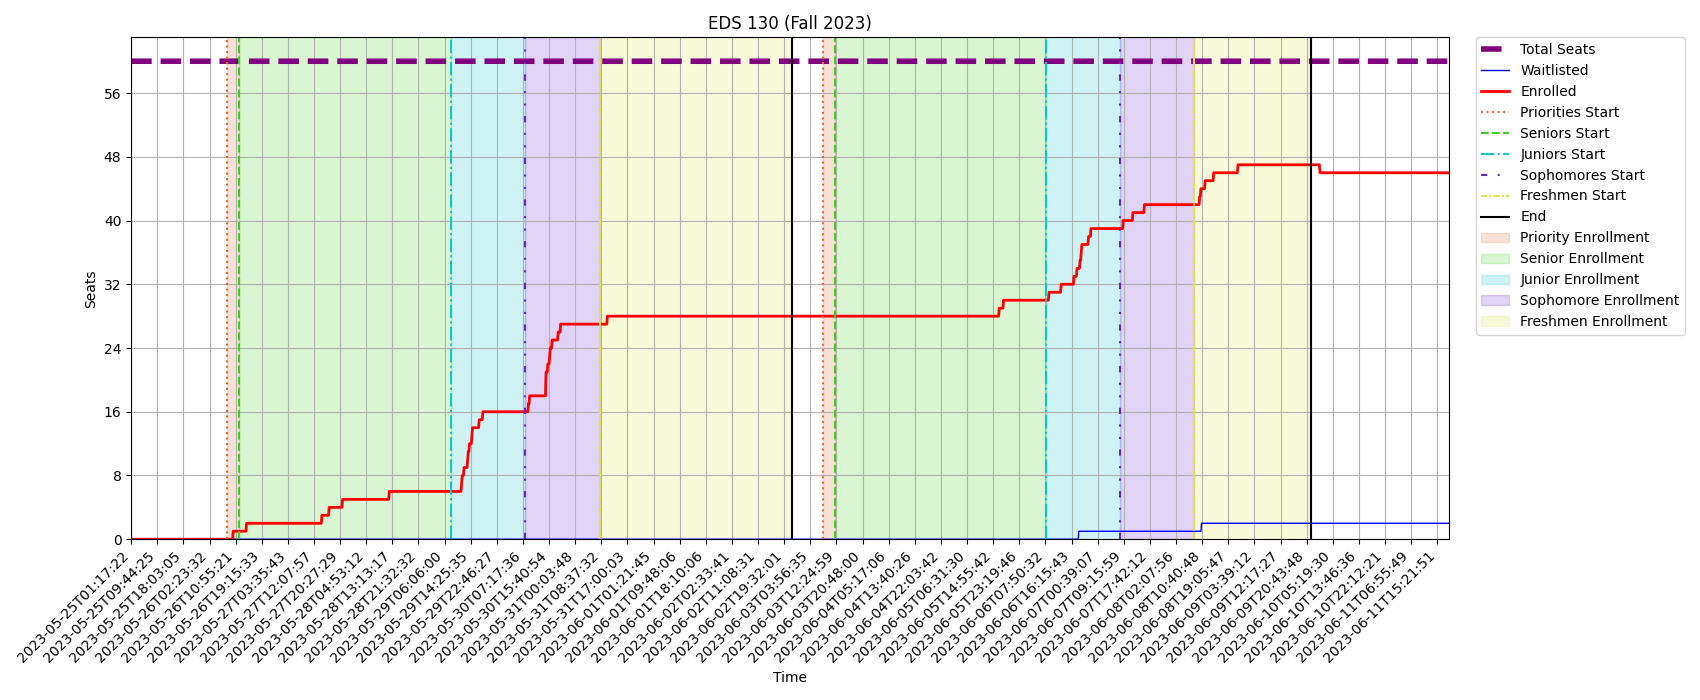 EDS 130 (Fall 2023)
Seats
56
48
40
32
24
16
8
0
2023-05-25T01:17:22
2023-05-25T09:44:25
2023-05-25T18:03:05
2023-05-26T02:23:32
2023-05-26T10:55:21
2023-05-26T19:15:33
2023-05-27T03:35:43
2023-05-27T12:07:57
2023-05-27T20:27:29
2023-05-28T04:53:12
2023-05-28T13:13:17
2023-05-28T21:32:32
2023-05-29T06:06:00
2023-05-29T14:25:35
2023-05-29T22:46:27
2023-05-30T07:17:36
2023-05-30T15:40:54
2023-05-31T00:03:48
2023-05-31T08:37:32
2023-05-31T17:00:03
2023-06-01T01:21:45
2023-06-01T09:48:06
2023-06-01T18:10:06
2023-06-02T02:33:41
2023-06-02T11:08:31
2023-06-02T19:32:01
2023-06-03T03:56:35
2023-06-03T12:24:59
2023-06-03T20:48:00
2023-06-04T05:17:06
2023-06-04T13:40:26
2023-06-04T22:03:42
2023-06-05T06:31:30
2023-06-05T14:55:42
2023-06-05T23:19:46
2023-06-06T07:50:32
2023-06-06T16:15:43
2023-06-07T00:39:07
2023-06-07T09:15:59
2023-06-07T17:42:12
2023-06-08T02:07:56
2023-06-08T10:40:48
2023-06-08T19:05:47
2023-06-09T03:39:12
2023-06-09T12:17:27
2023-06-09T20:43:48
2023-06-10T05:19:30
2023-06-10T13:46:36
2023-06-10T22:12:21
2023-06-11T06:55:49
2023-06-11T15:21:51
Time
Total Seats
Waitlisted
Enrolled
Priorities Start
Seniors Start
Juniors Start
Sophomores Start
Freshmen Start
End
Priority Enrollment
Senior Enrollment
Junior Enrollment
Sophomore Enrollment
Freshmen Enrollment